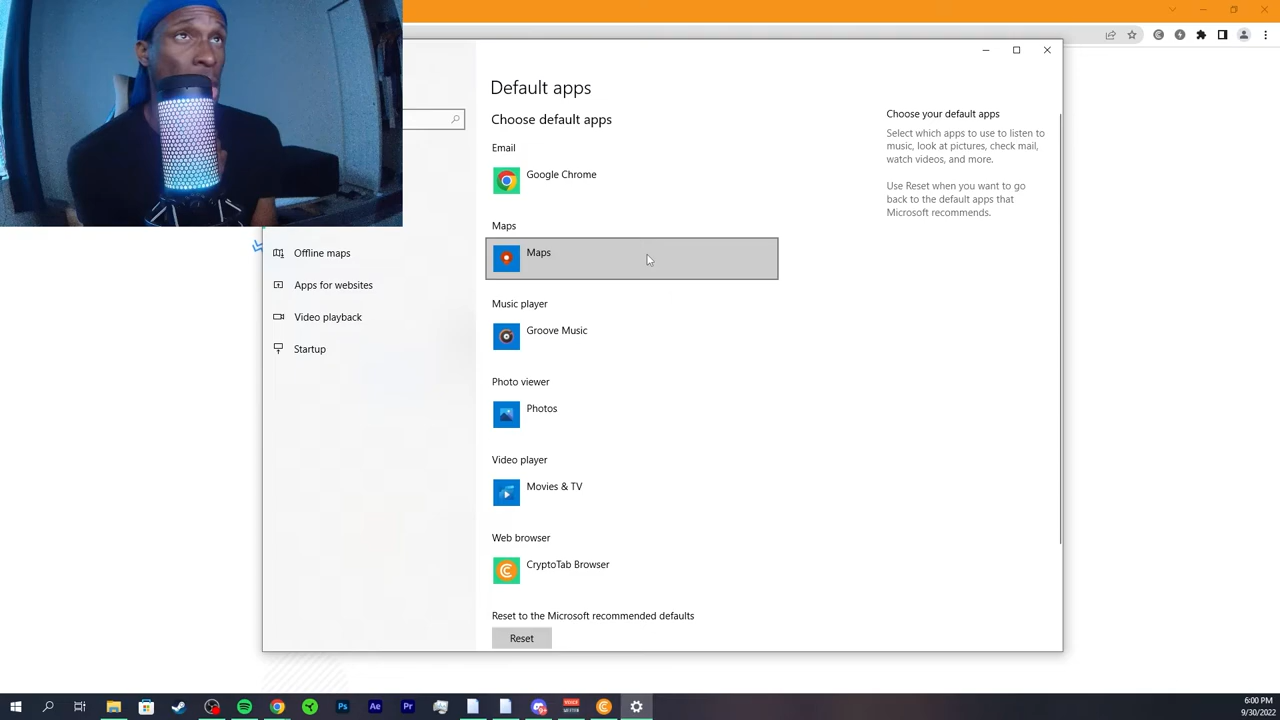 Default apps
Choose default apps
Email
Google Chrome
Maps
Maps
Music player
Groove Music
Photo viewer
Photos
Video player
Movies & TV
Web browser
CryptoTab Browser
Reset to the Microsoft recommended defaults
Reset
Choose your default apps
Select which apps to use to listen to
music, look at pictures, check mail,
watch videos, and more.
Use Reset when you want to go
back to the default apps that
Microsoft recommends.
Offline maps
Apps for websites
Video playback
Startup
Ps
Ae
Pr
6:00 PM
9/30/2022